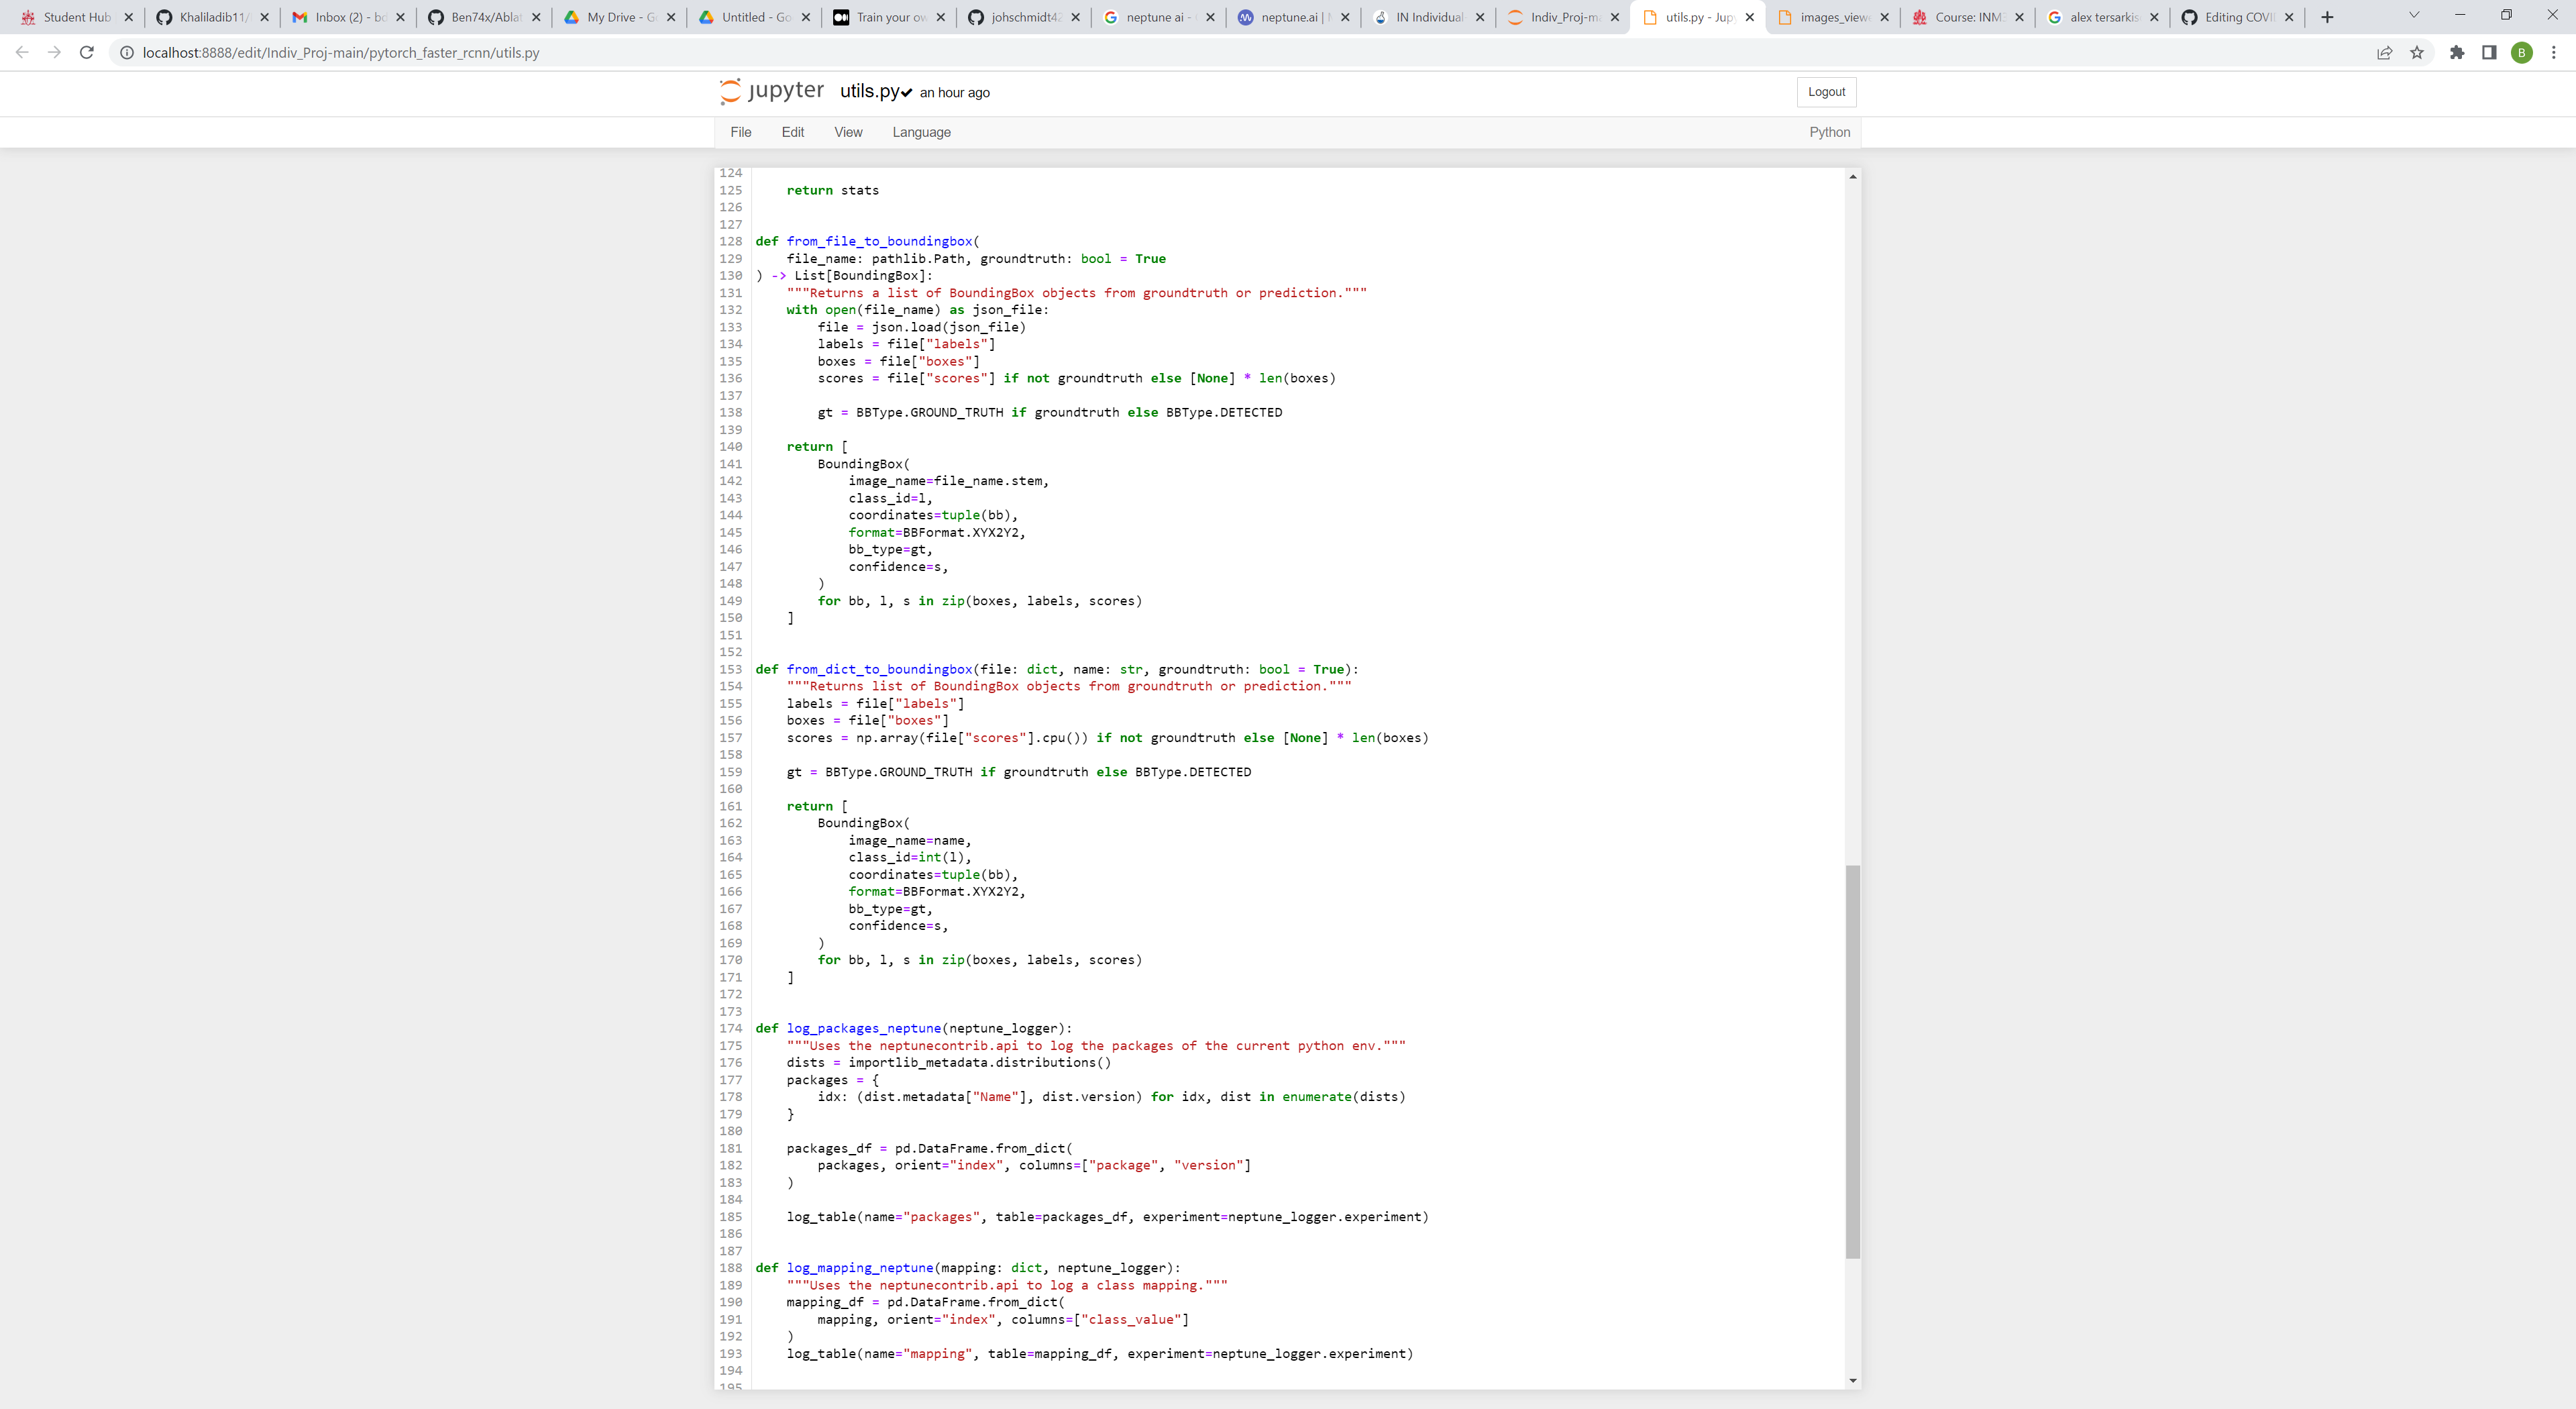 Student Hub
Khaliladib11/
Inbox (2) - bd
Ben74x/Ablat
My Drive - Go
Untitled - Goo
Train your ow
johschmidt42
neptune ai -
neptune.ai |
IN Individual
Indiv_Proj-ma
utils.py - Jup
images_viewe
Course: INM3
alex tersarkis
Editing COVI
localhost:8888/edit/Indiv_Proj-main/pytorch_faster_rcnn/utils.py
B
jupyter utils.py✔ an hour ago
Logout
File Edit View Language
Python
124
125     return stats
126
127
128 def from_file_to_boundingbox(
129     file_name: pathlib.Path, groundtruth: bool = True
130 ) -> List[BoundingBox]:
131     """Returns a list of BoundingBox objects from groundtruth or prediction."""
132     with open(file_name) as json_file:
133         file = json.load(json_file)
134         labels = file["labels"]
135         boxes = file["boxes"]
136         scores = file["scores"] if not groundtruth else [None] * len(boxes)
137
138         gt = BBType.GROUND_TRUTH if groundtruth else BBType.DETECTED
139
140     return [
141         BoundingBox(
142             image_name=file_name.stem,
143             class_id=l,
144             coordinates=tuple(bb),
145             format=BBFormat.XYX2Y2,
146             bb_type=gt,
147             confidence=s,
148         )
149         for bb, l, s in zip(boxes, labels, scores)
150     ]
151
152
153 def from_dict_to_boundingbox(file: dict, name: str, groundtruth: bool = True):
154     """Returns list of BoundingBox objects from groundtruth or prediction."""
155     labels = file["labels"]
156     boxes = file["boxes"]
157     scores = np.array(file["scores"].cpu()) if not groundtruth else [None] * len(boxes)
158
159     gt = BBType.GROUND_TRUTH if groundtruth else BBType.DETECTED
160
161     return [
162         BoundingBox(
163             image_name=name,
164             class_id=int(l),
165             coordinates=tuple(bb),
166             format=BBFormat.XYX2Y2,
167             bb_type=gt,
168             confidence=s,
169         )
170         for bb, l, s in zip(boxes, labels, scores)
171     ]
172
173
174 def log_packages_neptune(neptune_logger):
175     """Uses the neptunecontrib.api to log the packages of the current python env."""
176     dists = importlib_metadata.distributions()
177     packages = {
178         idx: (dist.metadata["Name"], dist.version) for idx, dist in enumerate(dists)
179     }
180
181     packages_df = pd.DataFrame.from_dict(
182         packages, orient="index", columns=["package", "version"]
183     )
184
185     log_table(name="packages", table=packages_df, experiment=neptune_logger.experiment)
186
187
188 def log_mapping_neptune(mapping: dict, neptune_logger):
189     """Uses the neptunecontrib.api to log a class mapping."""
190     mapping_df = pd.DataFrame.from_dict(
191         mapping, orient="index", columns=["class_value"]
192     )
193     log_table(name="mapping", table=mapping_df, experiment=neptune_logger.experiment)
194
195